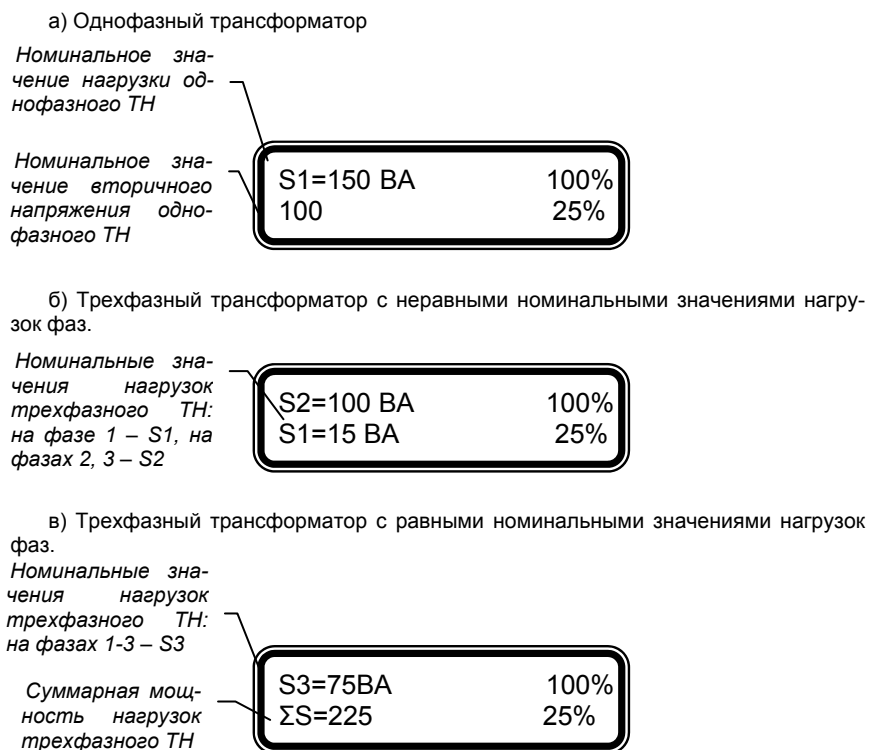 а) Однофазный трансформатор
Номинальное зна-
чение нагрузки од-
нофазного ТН
Номинальное зна-
чение вторичного
напряжения одно-
фазного ТН
S1=150 ВА 100%
100 25%
б) Трехфазный трансформатор с неравными номинальными значениями нагру-
зок фаз.
Номинальные зна-
чения нагрузок
трехфазного ТН:
на фазе 1 – S1, на
фазах 2, 3 – S2
S2=100 ВА 100%
S1=15 ВА 25%
в) Трехфазный трансформатор с равными номинальными значениями нагрузок
фаз.
Номинальные зна-
чения нагрузок
трехфазного ТН:
на фазах 1-3 – S3
Суммарная мощ-
ность нагрузок
трехфазного ТН
S3=75ВА 100%
ΣS=225 25%